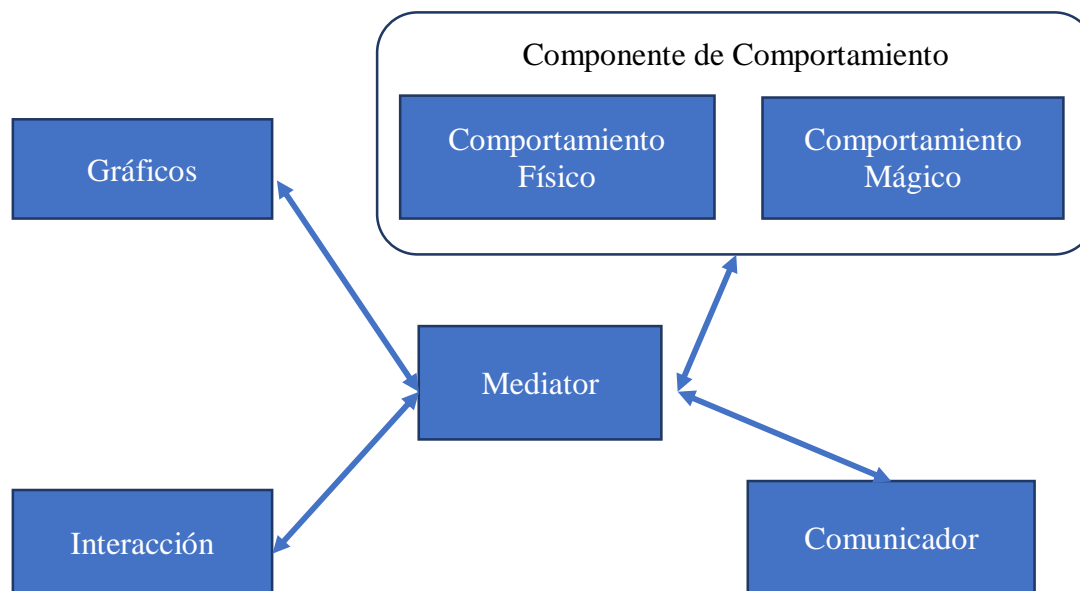 Componente de Comportamiento
Comportamiento
Físico
Comportamiento
Mágico
Gráficos
Mediator
Interacción
Comunicador